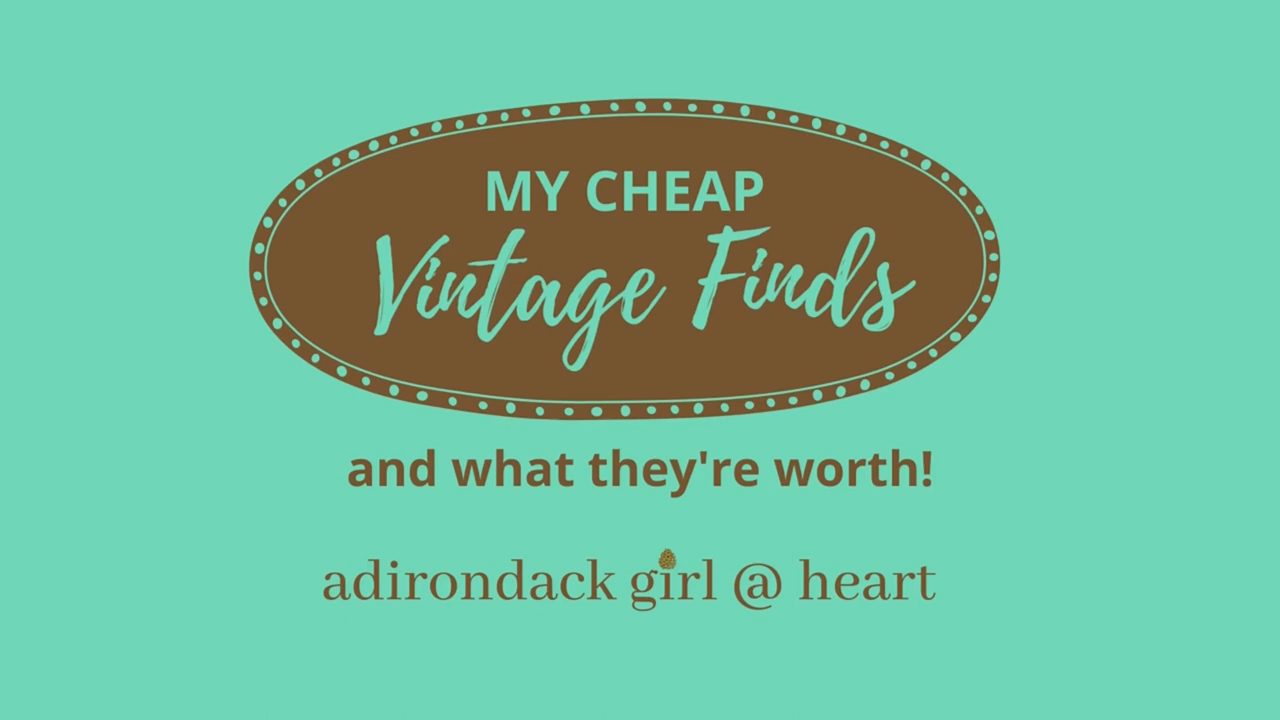 MY CHEAP
Vintage Finds
and what they're worth!
adirondack girl @ heart